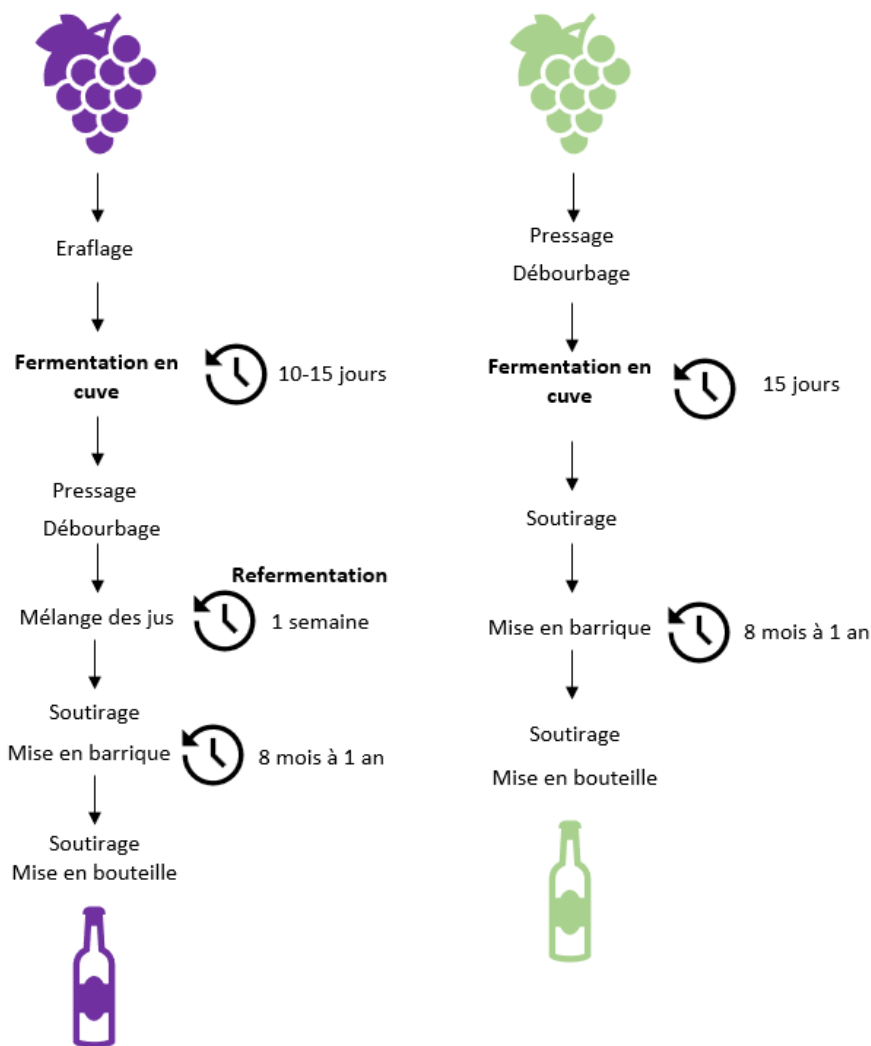 Eraflage
Fermentation en
cuve
10-15 jours
Pressage
Débourbage
Refermentation
Mélange des jus
1 semaine
Soutirage
Mise en barrique
8 mois à 1 an
Soutirage
Mise en bouteille
Pressage
Débourbage
Fermentation en
cuve
15 jours
Soutirage
Mise en barrique
8 mois à 1 an
Soutirage
Mise en bouteille